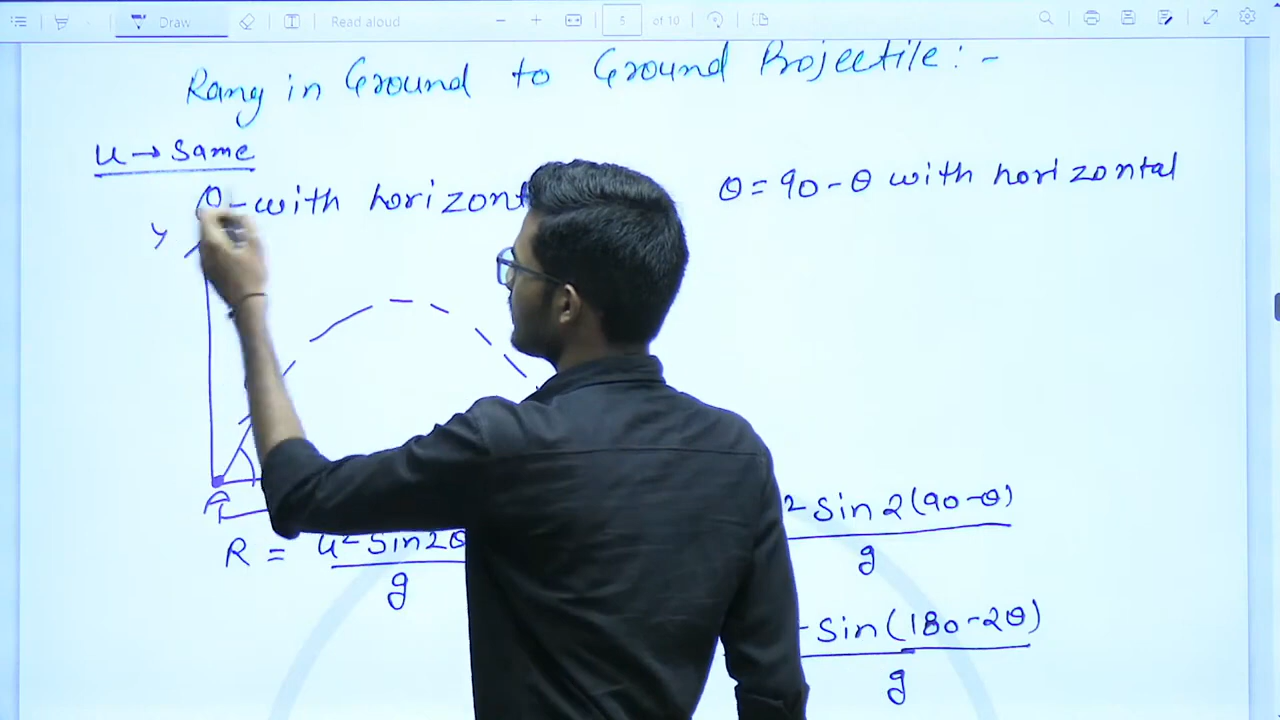 Draw
Read aloud
5 of 10
Rang in Ground to Ground Projectile:-
u→ Same
θ-with horizont
θ=90-θ with horizontal
y
R = u² Sin2θ / g
² Sin 2(90-θ) / g
Sin(180-2θ) / g